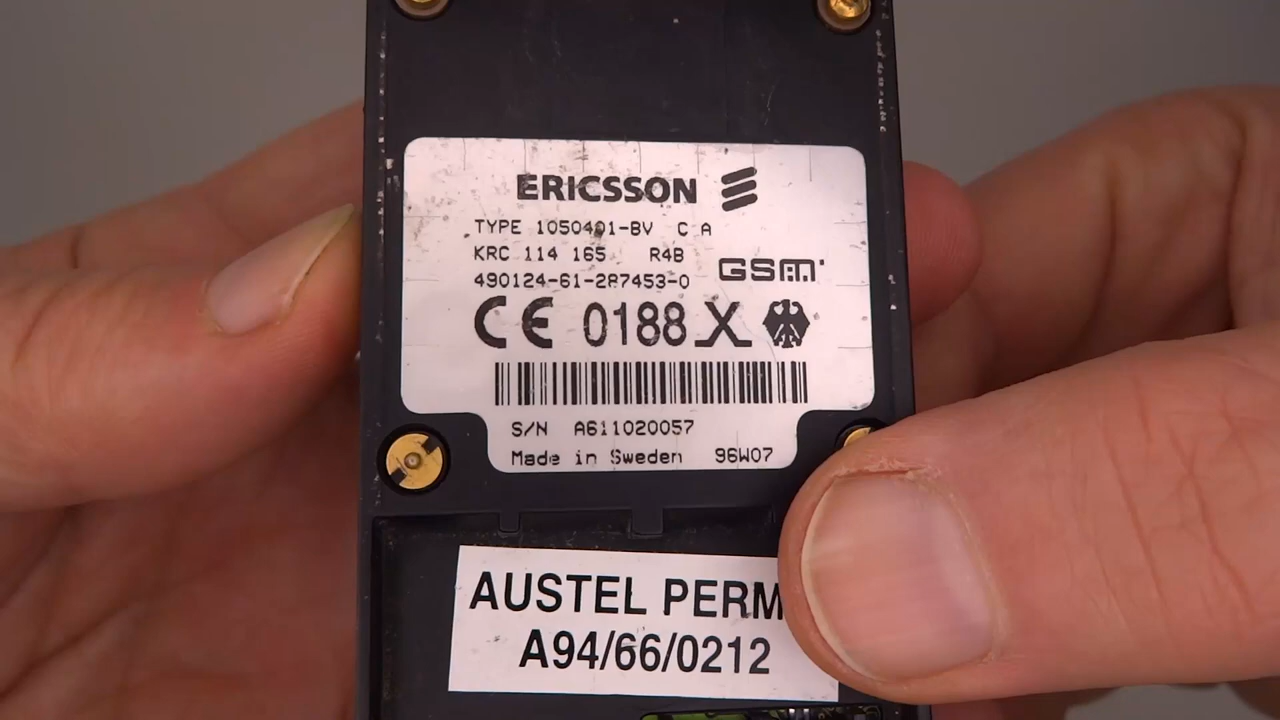 ERICSSON
TYPE 1050401-BV C A
KRC 114 165 R4B
GSM
490124-61-287453-0
CE 0188 X
S/N A611020057
Made in Sweden 96W07
AUSTEL PERM
A94/66/0212